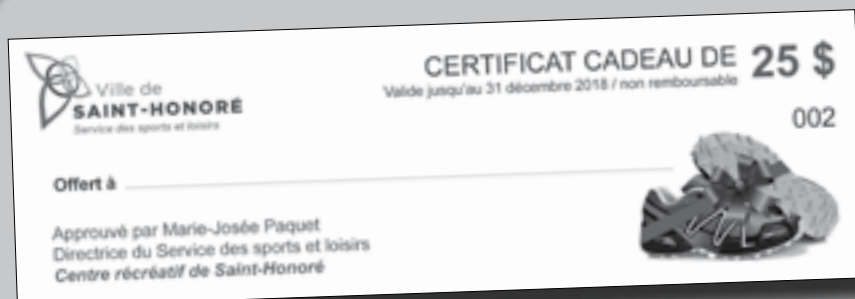 Ville de
SAINT-HONORÉ
Service des sports et loisirs
CERTIFICAT CADEAU DE 25 $
Valide jusqu'au 31 décembre 2018 / non remboursable
002
Offert à
Approuvé par Marie-Josée Paquet
Directrice du Service des sports et loisirs
Centre récréatif de Saint-Honoré